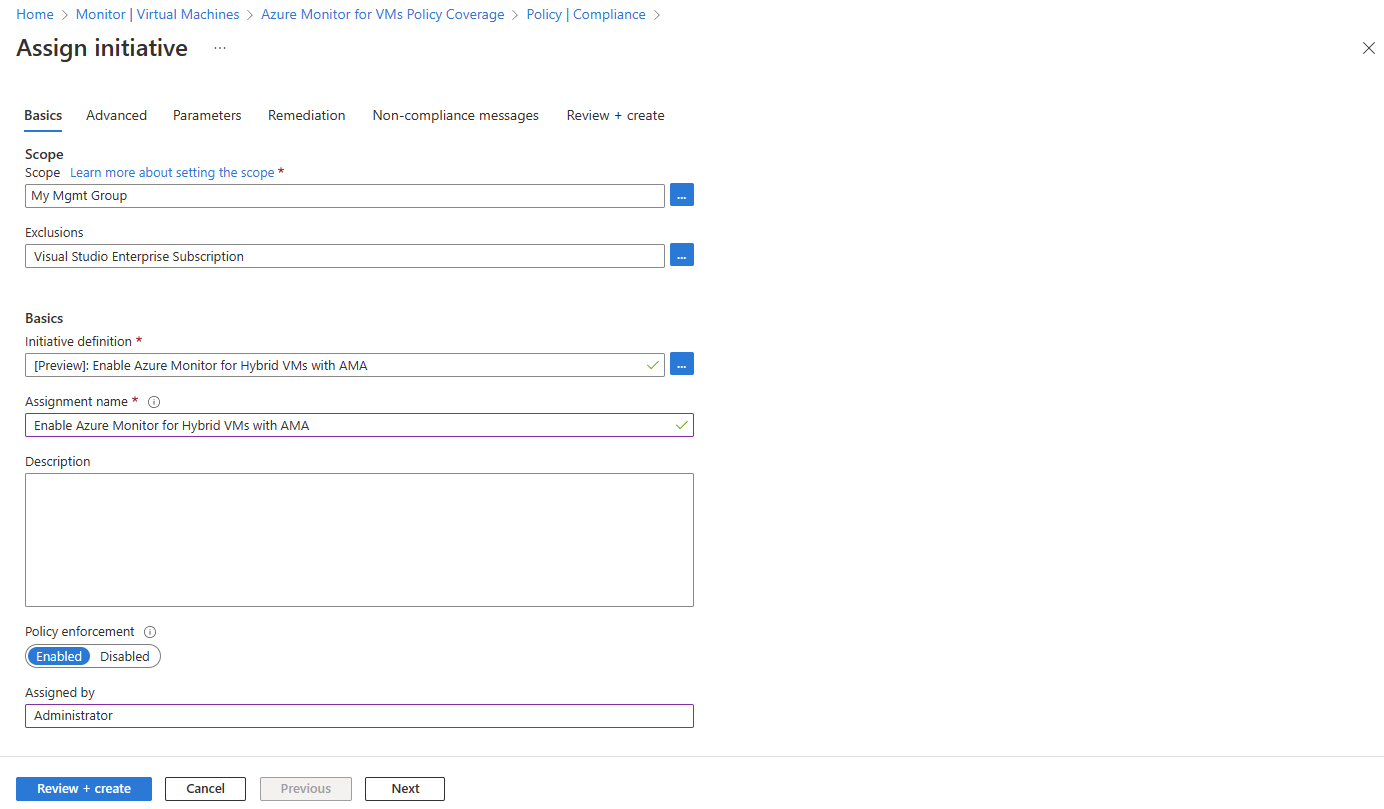 Home > Monitor | Virtual Machines > Azure Monitor for VMs Policy Coverage > Policy | Compliance >
Assign initiative ...
Basics Advanced Parameters Remediation Non-compliance messages Review + create
Scope
Scope Learn more about setting the scope *
My Mgmt Group ...
Exclusions
Visual Studio Enterprise Subscription ...
Basics
Initiative definition *
[Preview]: Enable Azure Monitor for Hybrid VMs with AMA ...
Assignment name *
Enable Azure Monitor for Hybrid VMs with AMA
Description
Policy enforcement
Enabled Disabled
Assigned by
Administrator
Review + create Cancel Previous Next